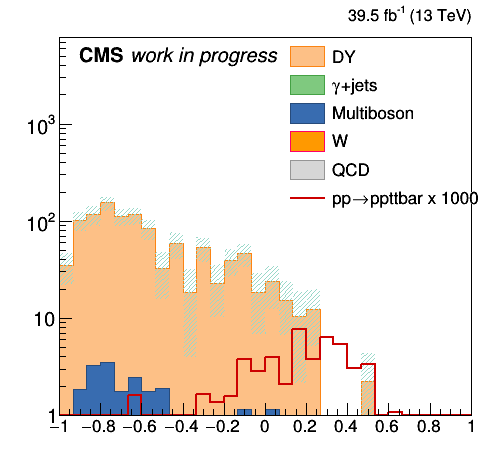 39.5 fb⁻¹ (13 TeV)
CMS work in progress
DY
γ+jets
Multiboson
W
QCD
pp→ppttbar x 1000
10³
10²
10
1
−1 −0.8 −0.6 −0.4 −0.2 0 0.2 0.4 0.6 0.8 1